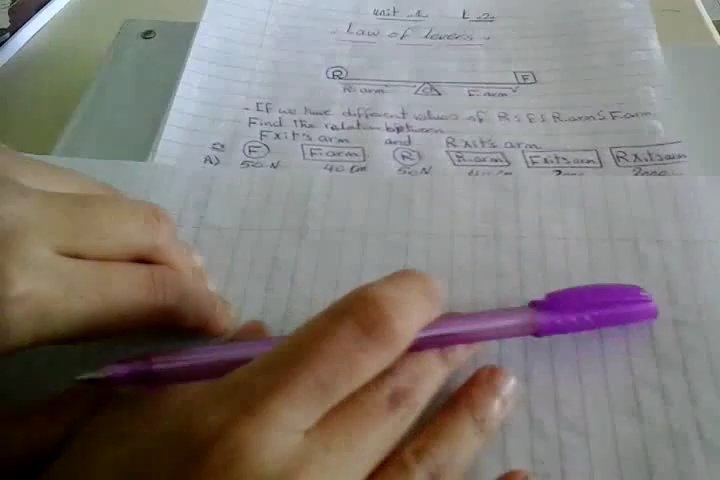 unit L.2
Law of levers
R F
R.arm F.arm
- If we have different values of R & F & R.arm & F.arm
Find the relation between
F x it's arm and R x it's arm
A) F F.arm R R.arm F x it's arm R x it's arm
50 N 40 cm 50 N